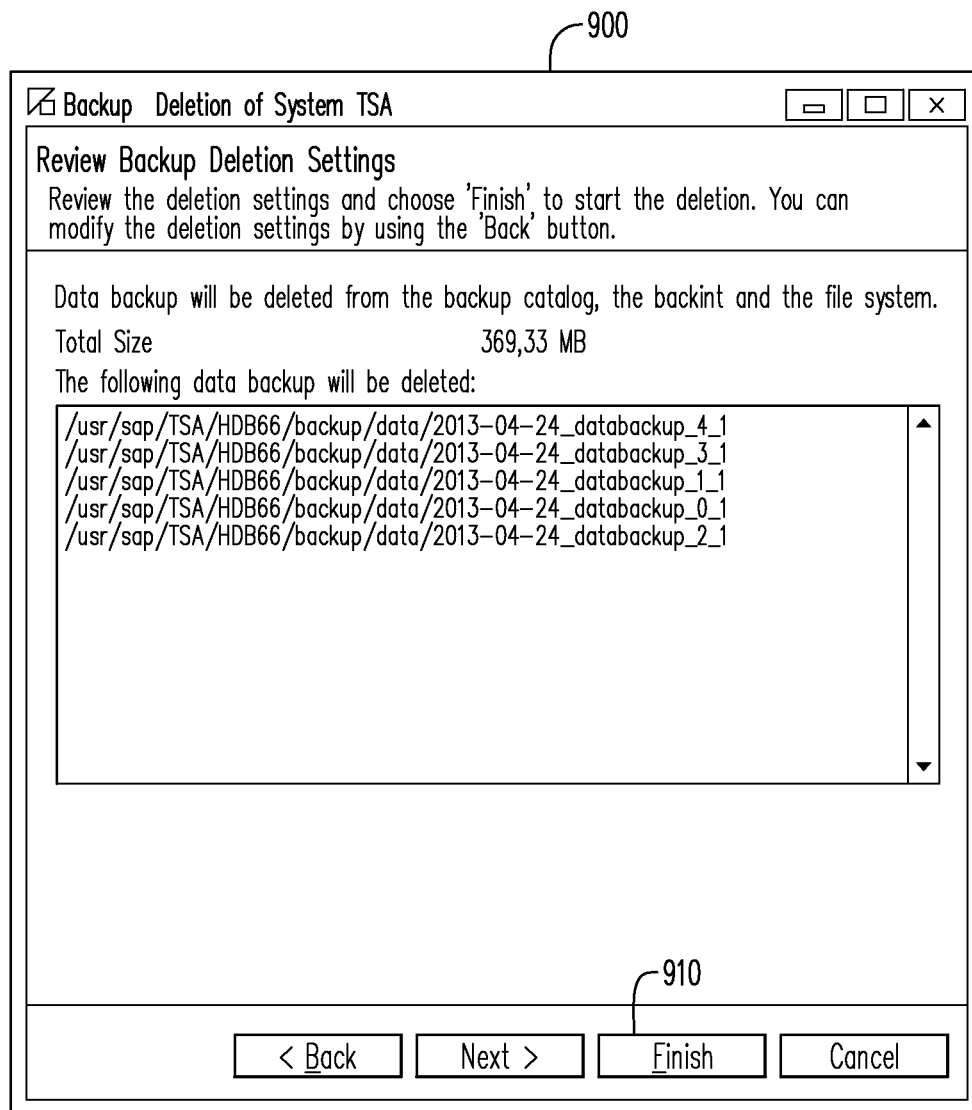 900
Backup Deletion of System TSA
Review Backup Deletion Settings
Review the deletion settings and choose 'Finish' to start the deletion. You can
modify the deletion settings by using the 'Back' button.
Data backup will be deleted from the backup catalog, the backint and the file system.
Total Size 369,33 MB
The following data backup will be deleted:
/usr/sap/TSA/HDB66/backup/data/2013-04-24_databackup_4_1
/usr/sap/TSA/HDB66/backup/data/2013-04-24_databackup_3_1
/usr/sap/TSA/HDB66/backup/data/2013-04-24_databackup_1_1
/usr/sap/TSA/HDB66/backup/data/2013-04-24_databackup_0_1
/usr/sap/TSA/HDB66/backup/data/2013-04-24_databackup_2_1
910
< Back Next > Finish Cancel